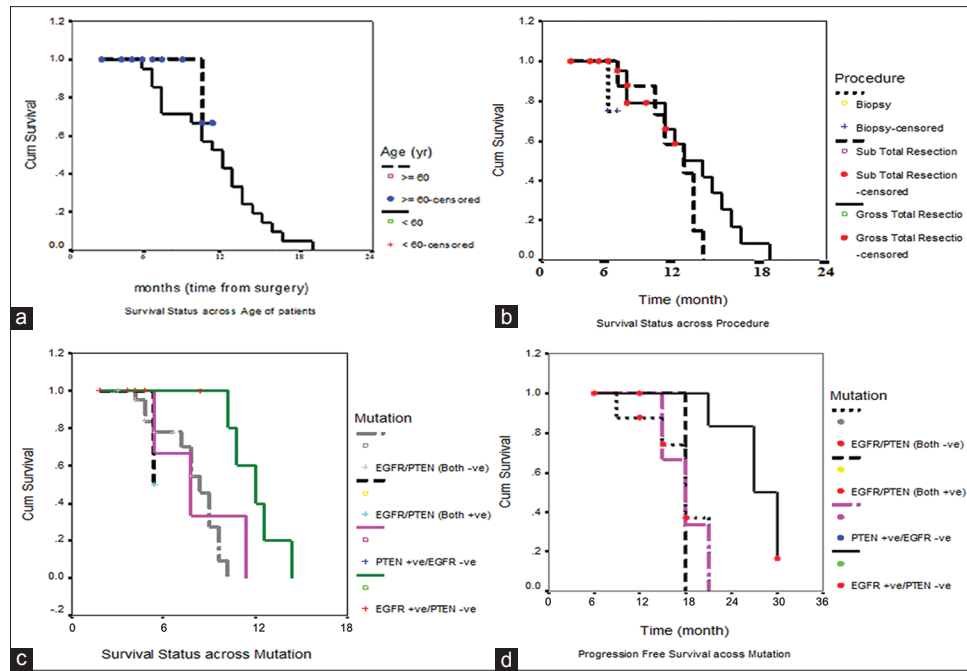 a
1.2
1.0
.8
.6
.4
.2
0.0
Cum Survival
0
6
12
18
24
months (time from surgery)
Survival Status across Age of patients
Age (yr)
>= 60
>= 60-censored
< 60
< 60-censored
b
1.2
1.0
.8
.6
.4
.2
0.0
Cum Survival
0
6
12
18
24
Time (month)
Survival Status across Procedure
Procedure
Biopsy
Biopsy-censored
Sub Total Resection
Sub Total Resection
-censored
Gross Total Resectio
Gross Total Resectio
-censored
c
1.2
1.0
.8
.6
.4
.2
0.0
-.2
Cum Survival
0
6
12
18
Survival Status across Mutation
Mutation
EGFR/PTEN (Both -ve)
EGFR/PTEN (Both +ve)
PTEN +ve/EGFR -ve
EGFR +ve/PTEN -ve
d
1.2
1.0
.8
.6
.4
.2
0.0
Cum Survival
0
6
12
18
24
30
36
Time (month)
Progression Free Survival acoss Mutation
Mutation
EGFR/PTEN (Both -ve)
EGFR/PTEN (Both +ve)
PTEN +ve/EGFR -ve
EGFR +ve/PTEN -ve